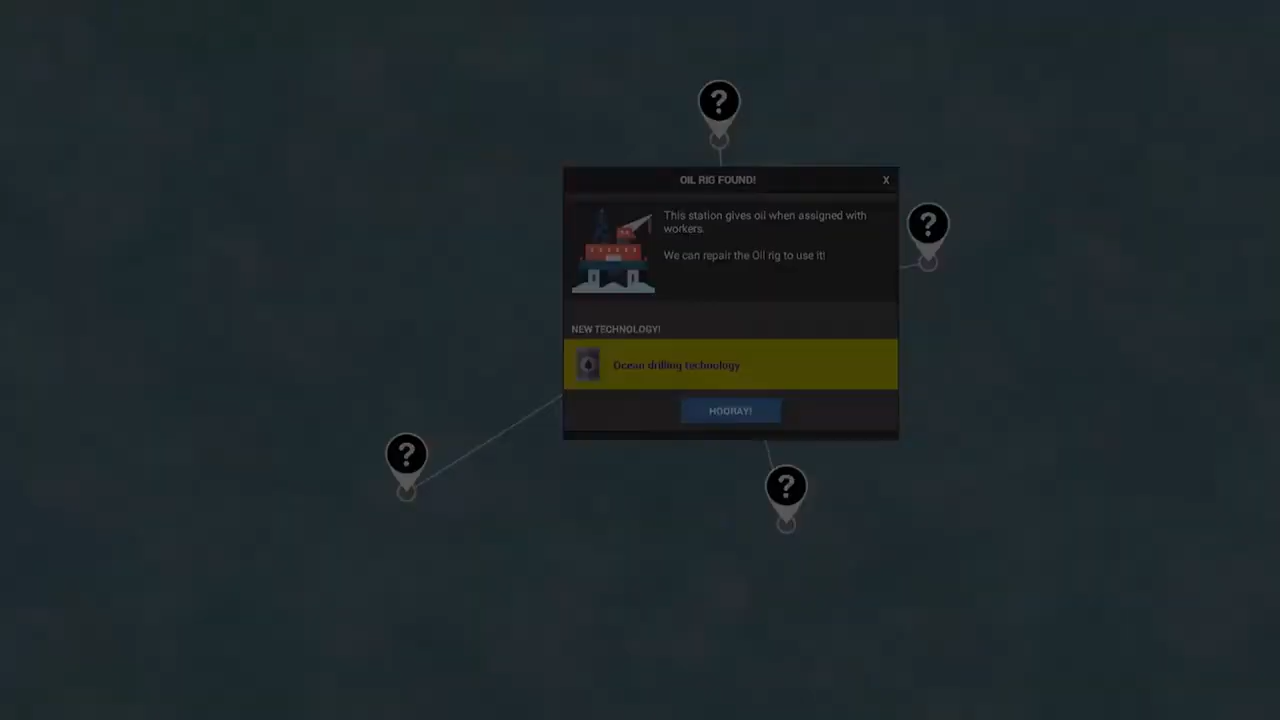 ?
OIL RIG FOUND!
X
This station gives oil when assigned with
workers.
We can repair the Oil rig to use it!
?
NEW TECHNOLOGY!
Ocean drilling technology
HOORAY!
?
?